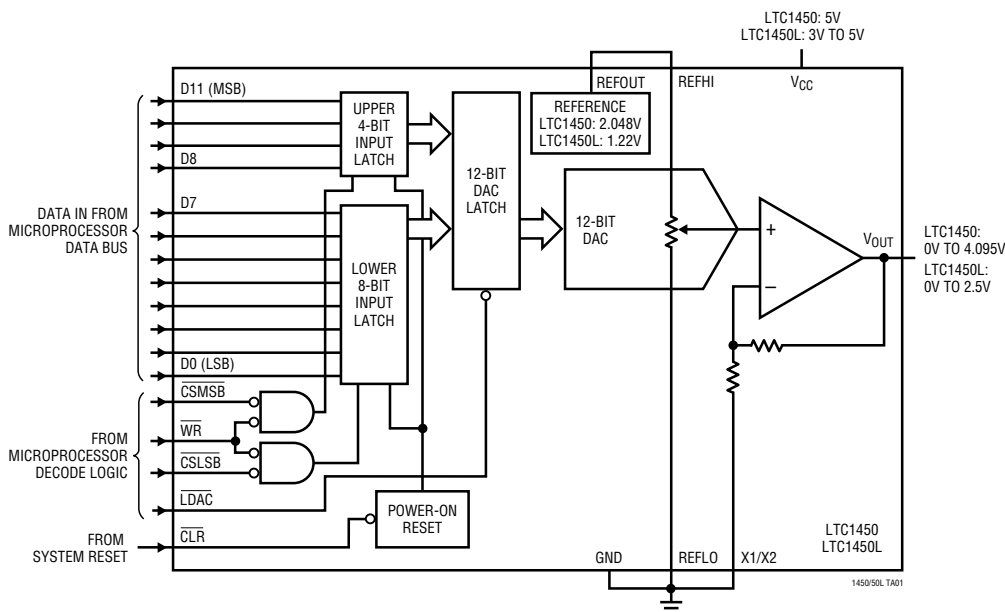 LTC1450: 5V
LTC1450L: 3V TO 5V
VCC
REFOUT
REFHI
REFERENCE
LTC1450: 2.048V
LTC1450L: 1.22V
D11 (MSB)
D8
D7
D0 (LSB)
DATA IN FROM
MICROPROCESSOR
DATA BUS
UPPER
4-BIT
INPUT
LATCH
LOWER
8-BIT
INPUT
LATCH
12-BIT
DAC
LATCH
12-BIT
DAC
+
–
VOUT
LTC1450:
0V TO 4.095V
LTC1450L:
0V TO 2.5V
FROM
MICROPROCESSOR
DECODE LOGIC
CSMSB
WR
CSLSB
LDAC
FROM
SYSTEM RESET
CLR
POWER-ON
RESET
GND
REFLO
X1/X2
LTC1450
LTC1450L
1450/50L TA01